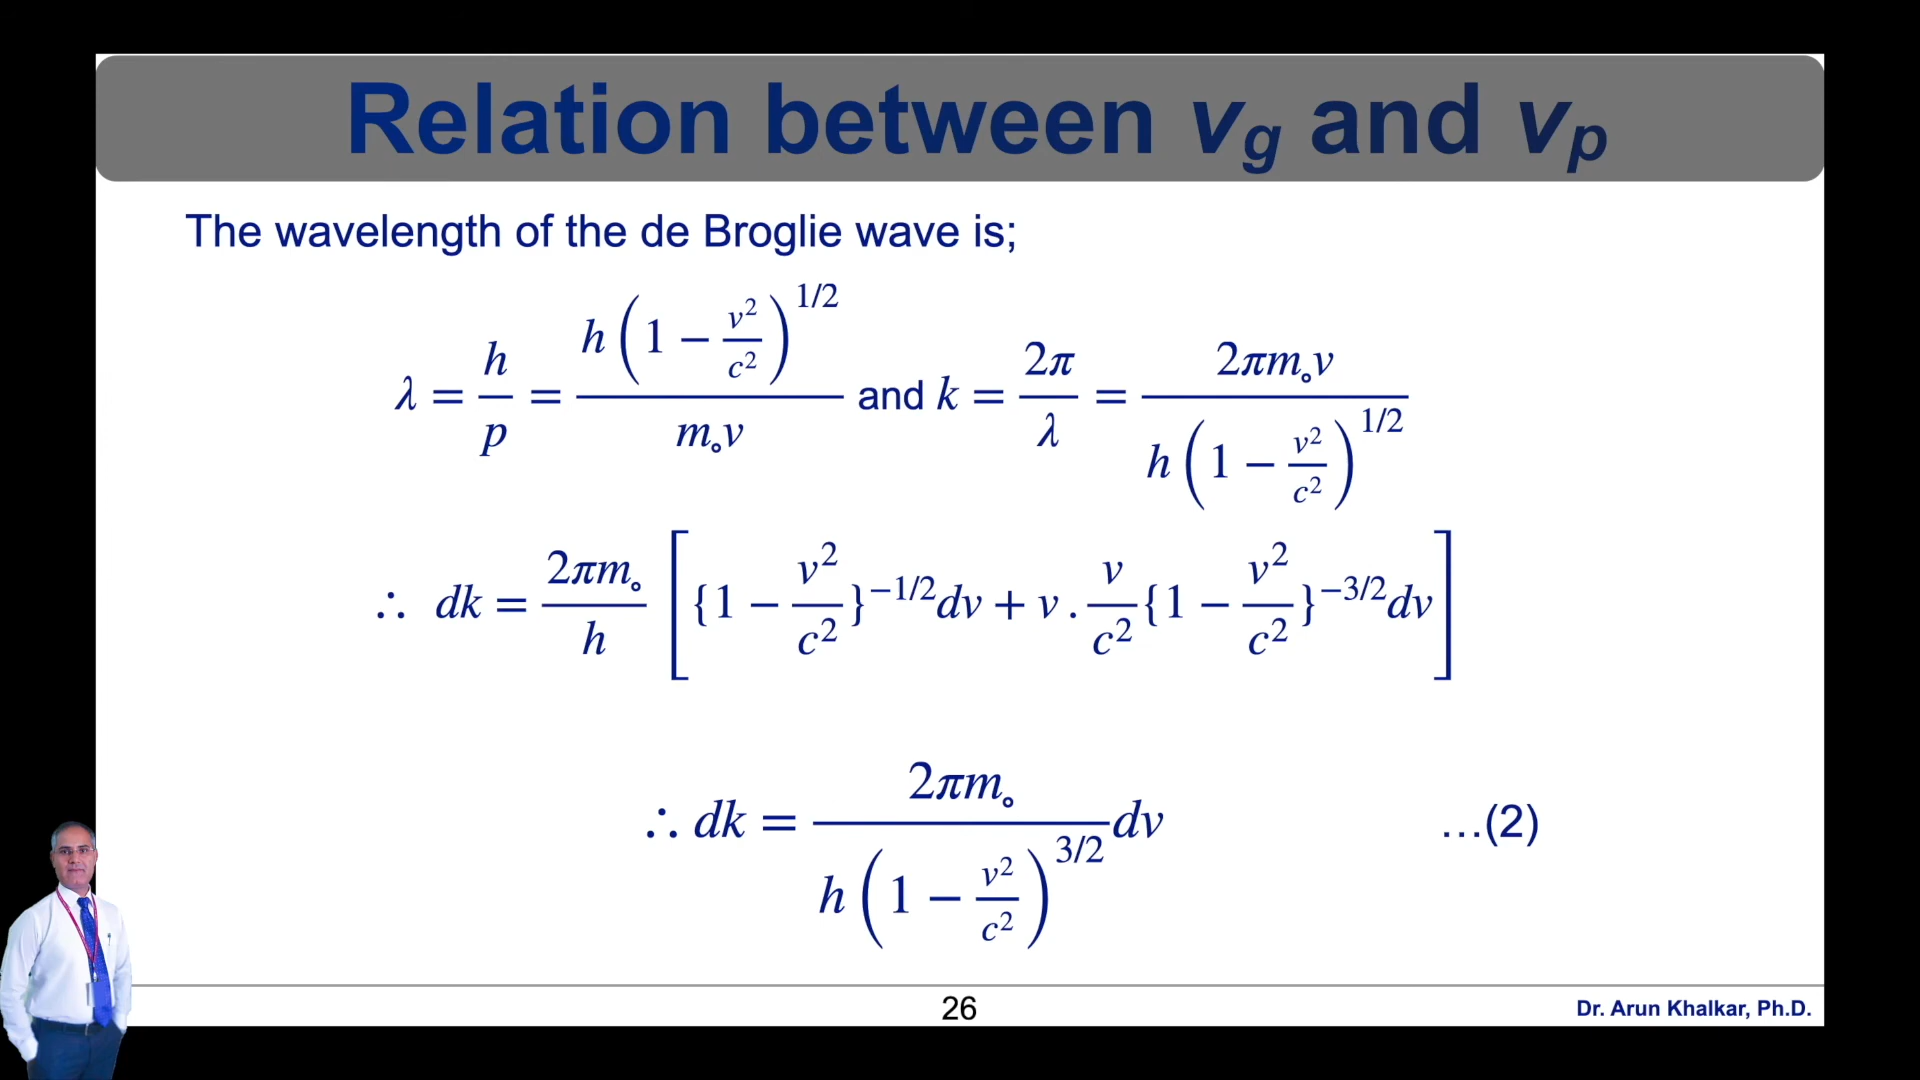 Relation between v_g and v_p
The wavelength of the de Broglie wave is;
λ = h/p = h(1 − v²/c²)^{1/2} / m∘v and k = 2π/λ = 2πm∘v / h(1 − v²/c²)^{1/2}
∴ dk = 2πm∘/h [{1 − v²/c²}^{−1/2}dv + v . v/c²{1 − v²/c²}^{−3/2}dv]
∴ dk = 2πm∘ / h(1 − v²/c²)^{3/2} dv …(2)
26
Dr. Arun Khalkar, Ph.D.